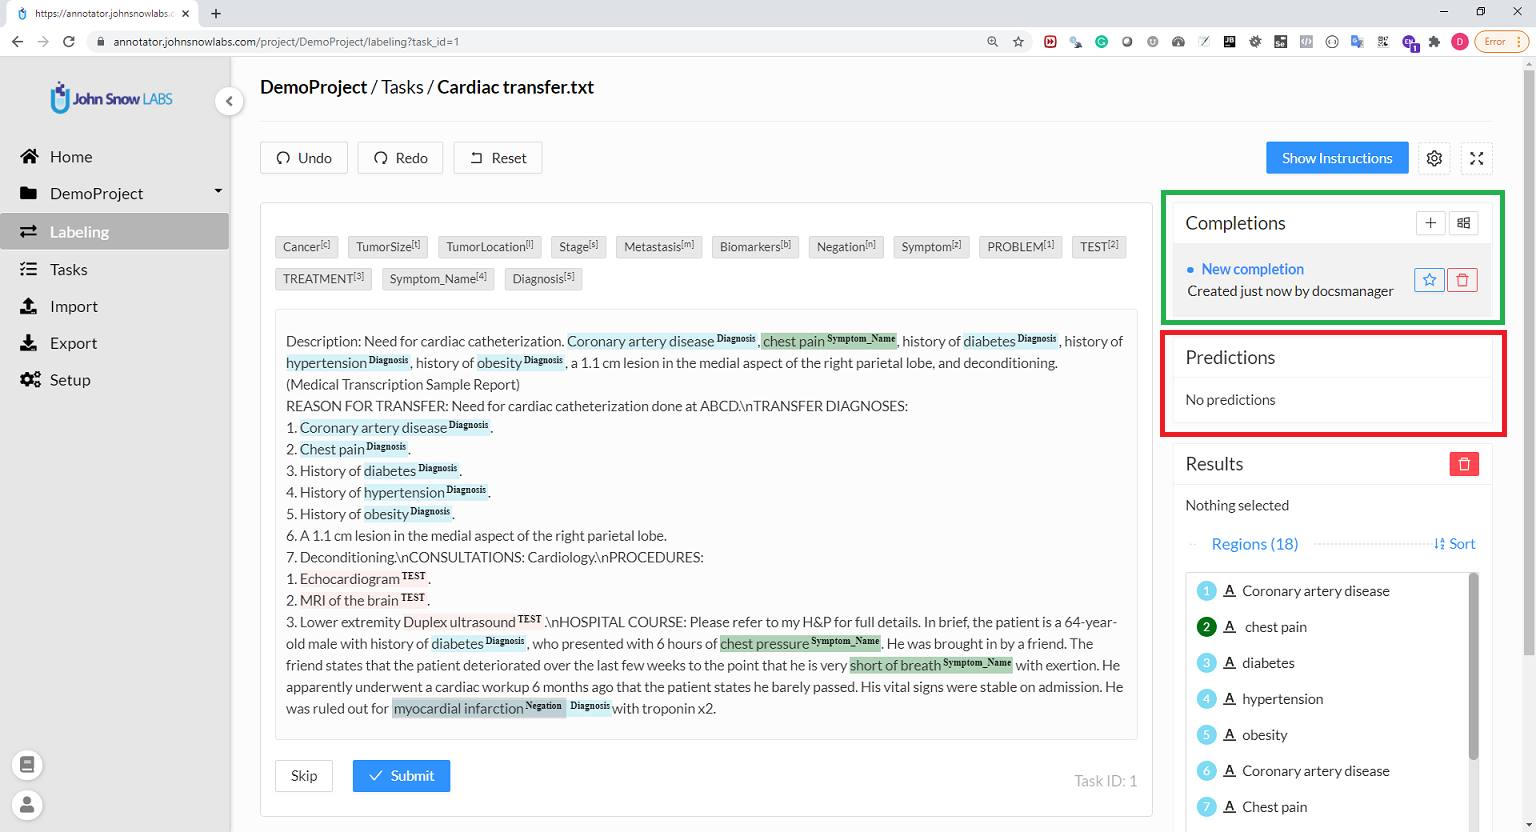 https://annotator.johnsnowlabs.c
annotator.johnsnowlabs.com/project/DemoProject/labeling?task_id=1
Error
John Snow LABS
Home
DemoProject
Labeling
Tasks
Import
Export
Setup
DemoProject / Tasks / Cardiac transfer.txt
Undo Redo Reset
Show Instructions
Cancer[c] TumorSize[t] TumorLocation[l] Stage[s] Metastasis[m] Biomarkers[b] Negation[n] Symptom[z] PROBLEM[1] TEST[2]
TREATMENT[3] Symptom_Name[4] Diagnosis[5]
Description: Need for cardiac catheterization. Coronary artery disease Diagnosis, chest pain Symptom_Name, history of diabetes Diagnosis, history of
hypertension Diagnosis, history of obesity Diagnosis, a 1.1 cm lesion in the medial aspect of the right parietal lobe, and deconditioning.
(Medical Transcription Sample Report)
REASON FOR TRANSFER: Need for cardiac catheterization done at ABCD.\nTRANSFER DIAGNOSES:
1. Coronary artery disease Diagnosis.
2. Chest pain Diagnosis.
3. History of diabetes Diagnosis.
4. History of hypertension Diagnosis.
5. History of obesity Diagnosis.
6. A 1.1 cm lesion in the medial aspect of the right parietal lobe.
7. Deconditioning.\nCONSULTATIONS: Cardiology.\nPROCEDURES:
1. Echocardiogram TEST.
2. MRI of the brain TEST.
3. Lower extremity Duplex ultrasound TEST .\nHOSPITAL COURSE: Please refer to my H&P for full details. In brief, the patient is a 64-year-
old male with history of diabetes Diagnosis, who presented with 6 hours of chest pressure Symptom_Name. He was brought in by a friend. The
friend states that the patient deteriorated over the last few weeks to the point that he is very short of breath Symptom_Name with exertion. He
apparently underwent a cardiac workup 6 months ago that the patient states he barely passed. His vital signs were stable on admission. He
was ruled out for myocardial infarction Negation Diagnosis with troponin x2.
Skip Submit
Task ID: 1
Completions
New completion
Created just now by docsmanager
Predictions
No predictions
Results
Nothing selected
Regions (18) Sort
1 A Coronary artery disease
2 A chest pain
3 A diabetes
4 A hypertension
5 A obesity
6 A Coronary artery disease
7 A Chest pain